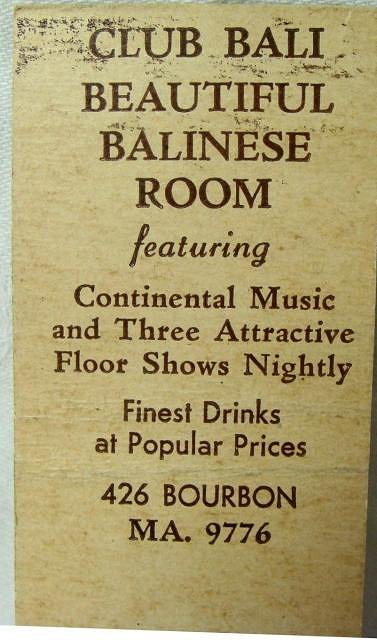 CLUB BALI
BEAUTIFUL
BALINESE
ROOM
featuring
Continental Music
and Three Attractive
Floor Shows Nightly
Finest Drinks
at Popular Prices
426 BOURBON
MA. 9776